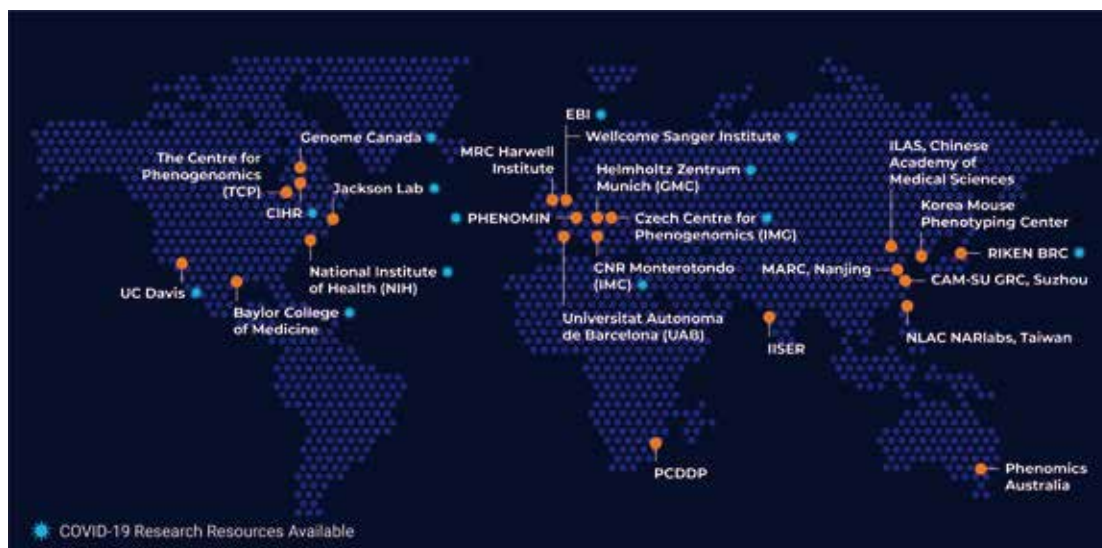 EBI
Genome Canada
Wellcome Sanger Institute
MRC Harwell
Institute
ILAS, Chinese
Academy of
Medical Sciences
The Centre for
Phenogenomics
(TCP)
Helmholtz Zentrum
Munich (GMC)
Jackson Lab
Korea Mouse
Phenotyping Center
CIHR
PHENOMIN
Czech Centre for
Phenogenomics (IMG)
RIKEN BRC
National Institute
of Health (NIH)
CNR Monterotondo
(IMC)
MARC, Nanjing
CAM-SU GRC, Suzhou
UC Davis
Baylor College
of Medicine
Universitat Autonoma
de Barcelona (UAB)
NLAC NARlabs, Taiwan
IISER
PCDDP
Phenomics
Australia
COVID-19 Research Resources Available